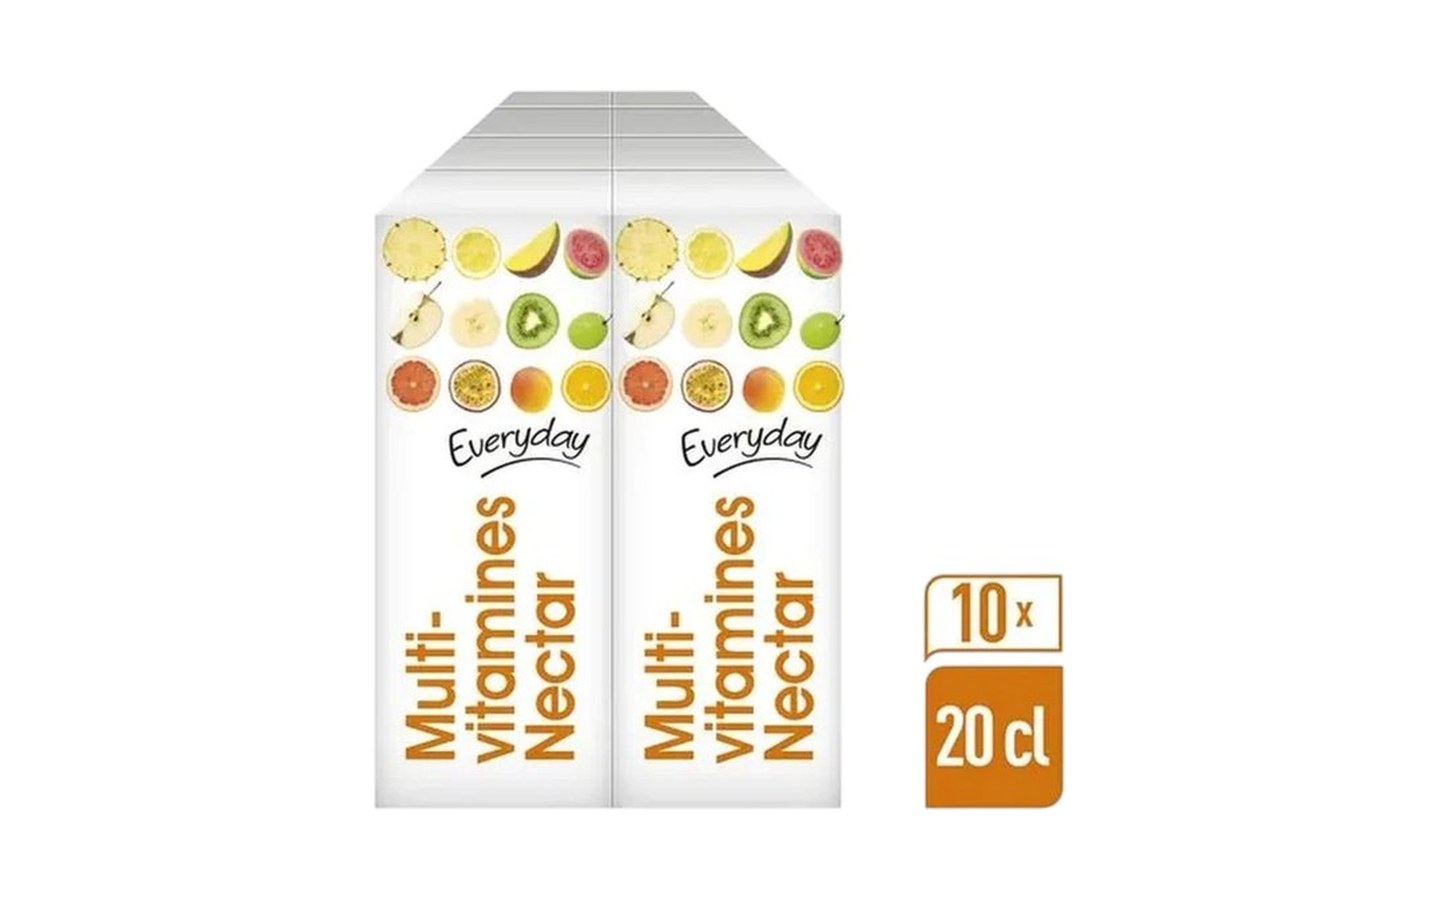 Everyday
Multi-
vitamines
Nectar
Everyday
Multi-
vitamines
Nectar
10 x
20 cl